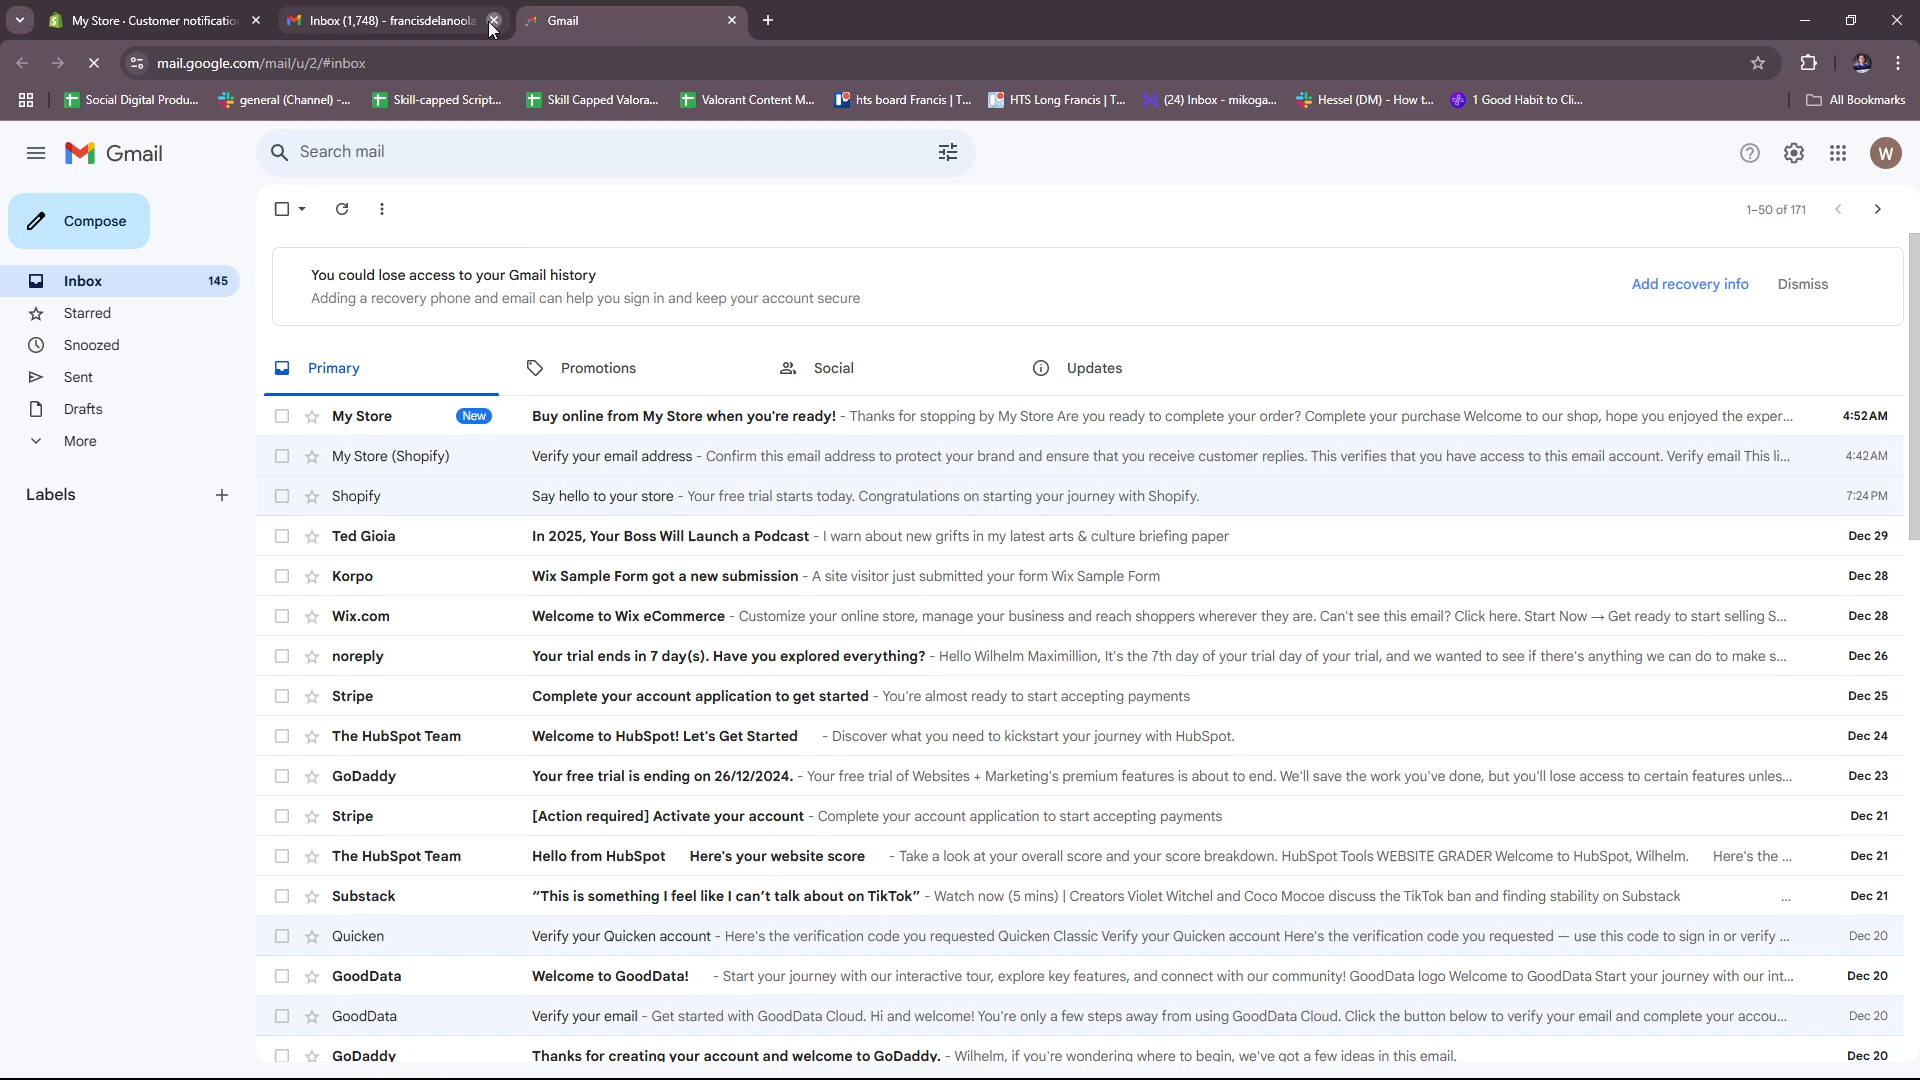 My Store · Customer notificatio
Inbox (1,748) - francisdelanoola
Gmail
mail.google.com/mail/u/2/#inbox
Social Digital Produ...
general (Channel) -...
Skill-capped Script...
Skill Capped Valora...
Valorant Content M...
hts board Francis | T...
HTS Long Francis | T...
(24) Inbox - mikoga...
Hessel (DM) - How t...
1 Good Habit to Cli...
All Bookmarks
Gmail
Search mail
W
Compose
1–50 of 171
Inbox 145
Starred
Snoozed
Sent
Drafts
More
Labels
You could lose access to your Gmail history
Adding a recovery phone and email can help you sign in and keep your account secure
Add recovery info Dismiss
Primary Promotions Social Updates
My Store New Buy online from My Store when you're ready! - Thanks for stopping by My Store Are you ready to complete your order? Complete your purchase Welcome to our shop, hope you enjoyed the exper... 4:52 AM
My Store (Shopify) Verify your email address - Confirm this email address to protect your brand and ensure that you receive customer replies. This verifies that you have access to this email account. Verify email This li... 4:42 AM
Shopify Say hello to your store - Your free trial starts today. Congratulations on starting your journey with Shopify. 7:24 PM
Ted Gioia In 2025, Your Boss Will Launch a Podcast - I warn about new grifts in my latest arts & culture briefing paper Dec 29
Korpo Wix Sample Form got a new submission - A site visitor just submitted your form Wix Sample Form Dec 28
Wix.com Welcome to Wix eCommerce - Customize your online store, manage your business and reach shoppers wherever they are. Can't see this email? Click here. Start Now → Get ready to start selling S... Dec 28
noreply Your trial ends in 7 day(s). Have you explored everything? - Hello Wilhelm Maximillion, It's the 7th day of your trial day of your trial, and we wanted to see if there's anything we can do to make s... Dec 26
Stripe Complete your account application to get started - You're almost ready to start accepting payments Dec 25
The HubSpot Team Welcome to HubSpot! Let's Get Started - Discover what you need to kickstart your journey with HubSpot. Dec 24
GoDaddy Your free trial is ending on 26/12/2024. - Your free trial of Websites + Marketing's premium features is about to end. We'll save the work you've done, but you'll lose access to certain features unles... Dec 23
Stripe [Action required] Activate your account - Complete your account application to start accepting payments Dec 21
The HubSpot Team Hello from HubSpot Here's your website score - Take a look at your overall score and your score breakdown. HubSpot Tools WEBSITE GRADER Welcome to HubSpot, Wilhelm. Here's the ... Dec 21
Substack “This is something I feel like I can’t talk about on TikTok” - Watch now (5 mins) | Creators Violet Witchel and Coco Mocoe discuss the TikTok ban and finding stability on Substack ... Dec 21
Quicken Verify your Quicken account - Here's the verification code you requested Quicken Classic Verify your Quicken account Here's the verification code you requested — use this code to sign in or verify ... Dec 20
GoodData Welcome to GoodData! - Start your journey with our interactive tour, explore key features, and connect with our community! GoodData logo Welcome to GoodData Start your journey with our int... Dec 20
GoodData Verify your email - Get started with GoodData Cloud. Hi and welcome! You're only a few steps away from using GoodData Cloud. Click the button below to verify your email and complete your accou... Dec 20
GoDaddy Thanks for creating your account and welcome to GoDaddy. - Wilhelm, if you're wondering where to begin, we've got a few ideas in this email. Dec 20